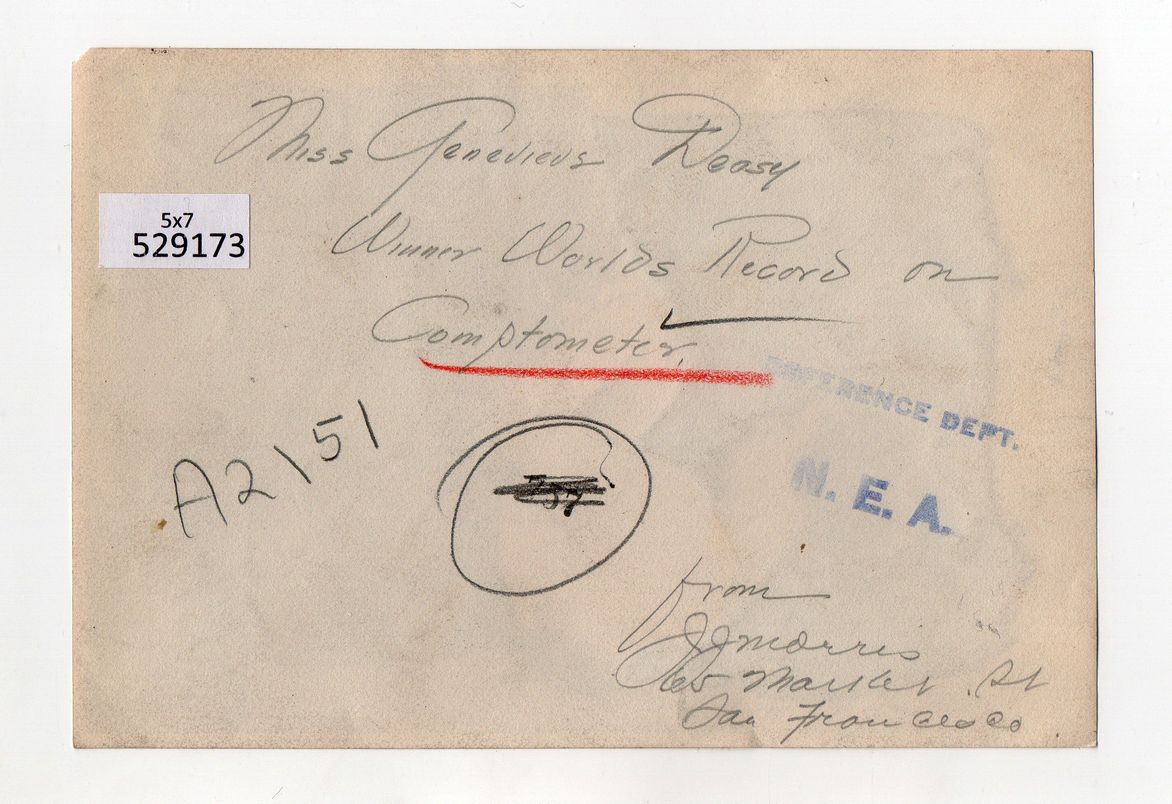 Miss Genevieve Deasy
5x7
529173
Winner Worlds Record on
Comptometer.
REFERENCE DEPT.
N. E. A.
A2151
from
JJ Morris
Market St
San Francisco